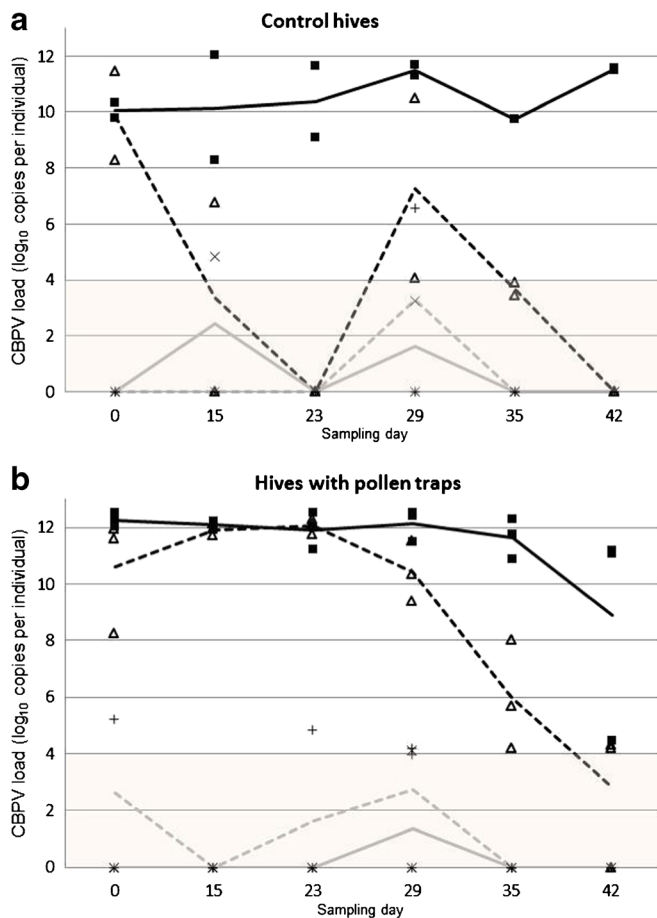 a
Control hives
CBPV load (log10 copies per individual)
12
10
8
6
4
2
0
0 15 23 29 35 42
Sampling day
b
Hives with pollen traps
CBPV load (log10 copies per individual)
12
10
8
6
4
2
0
0 15 23 29 35 42
Sampling day